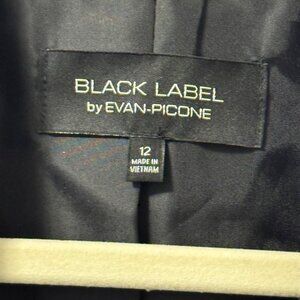 BLACK LABEL
by EVAN-PICONE
12
MADE IN
VIETNAM